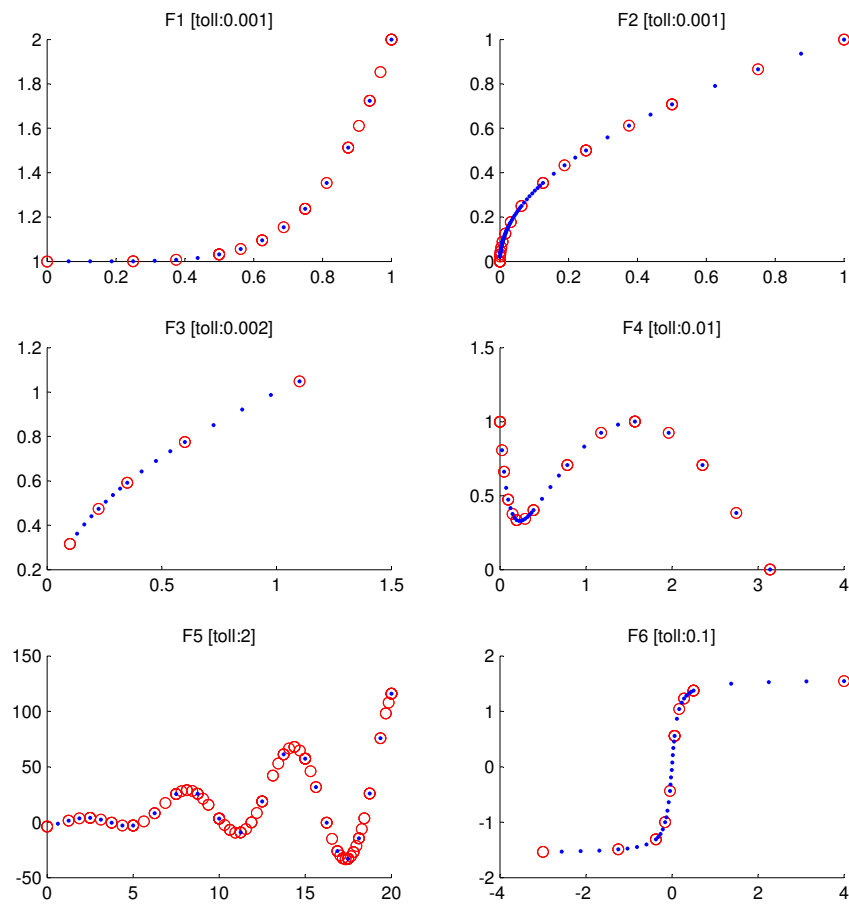 F1 [toll:0.001]
2
1.8
1.6
1.4
1.2
1
0 0.2 0.4 0.6 0.8 1
F2 [toll:0.001]
1
0.8
0.6
0.4
0.2
0
0 0.2 0.4 0.6 0.8 1
F3 [toll:0.002]
1.2
1
0.8
0.6
0.4
0.2
0 0.5 1 1.5
F4 [toll:0.01]
1.5
1
0.5
0
0 1 2 3 4
F5 [toll:2]
150
100
50
0
-50
0 5 10 15 20
F6 [toll:0.1]
2
1
0
-1
-2
-4 -2 0 2 4